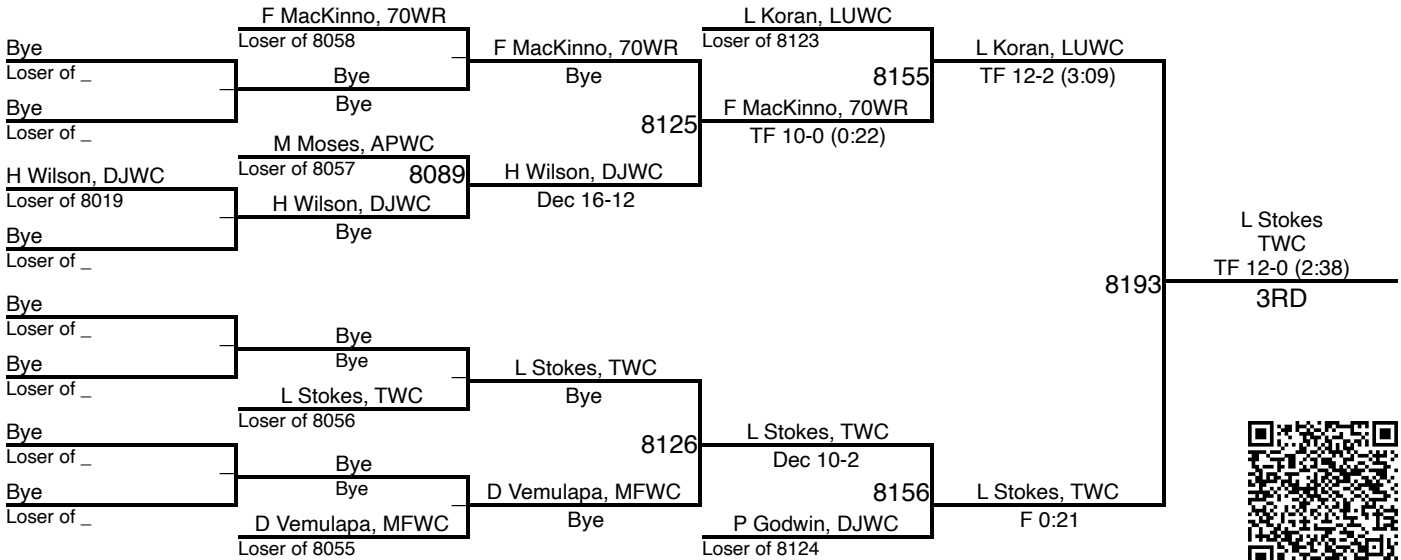 F MacKinno, 70WR
Loser of 8058
L Koran, LUWC
Loser of 8123
Bye
Loser of _
_
F MacKinno, 70WR
Bye
L Koran, LUWC
TF 12-2 (3:09)
_
Bye
Bye
8155
Bye
Loser of _
F MacKinno, 70WR
TF 10-0 (0:22)
8125
M Moses, APWC
Loser of 8057
8089
H Wilson, DJWC
Loser of 8019
H Wilson, DJWC
Dec 16-12
_
H Wilson, DJWC
Bye
Bye
Loser of _
L Stokes
TWC
TF 12-0 (2:38)
3RD
8193
Bye
Loser of _
_
Bye
Bye
Bye
Loser of _
_
L Stokes, TWC
Bye
L Stokes, TWC
Loser of 8056
Bye
Loser of _
8126
L Stokes, TWC
Dec 10-2
_
Bye
Bye
Bye
Loser of _
_
D Vemulapa, MFWC
Bye
8156
L Stokes, TWC
F 0:21
D Vemulapa, MFWC
Loser of 8055
P Godwin, DJWC
Loser of 8124